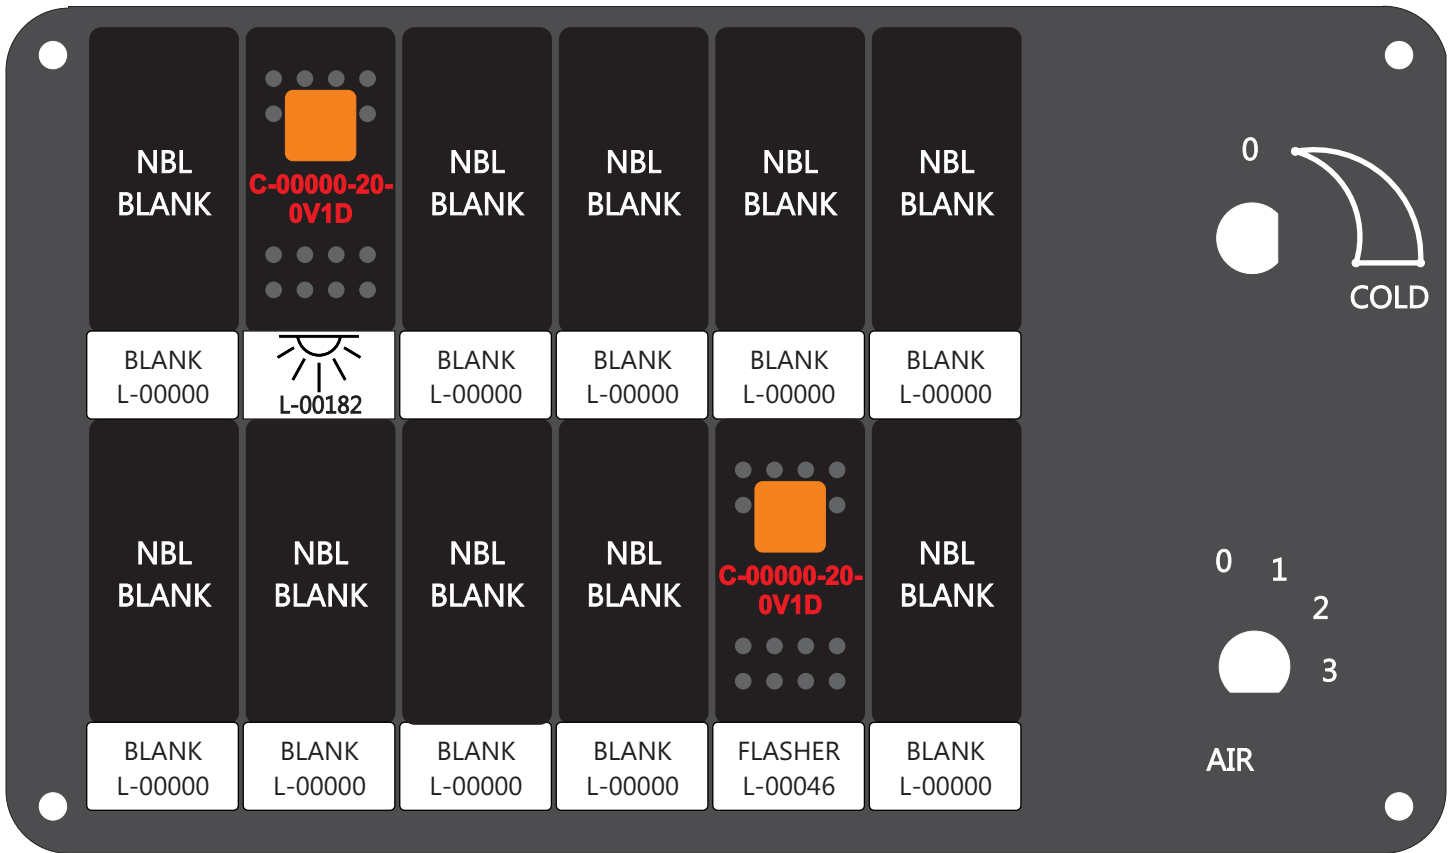 NBL
BLANK
C-00000-20-
0V1D
NBL
BLANK
NBL
BLANK
NBL
BLANK
NBL
BLANK
0
COLD
BLANK
L-00000
L-00182
BLANK
L-00000
BLANK
L-00000
BLANK
L-00000
BLANK
L-00000
NBL
BLANK
NBL
BLANK
NBL
BLANK
NBL
BLANK
C-00000-20-
0V1D
NBL
BLANK
0
1
2
3
AIR
BLANK
L-00000
BLANK
L-00000
BLANK
L-00000
BLANK
L-00000
FLASHER
L-00046
BLANK
L-00000